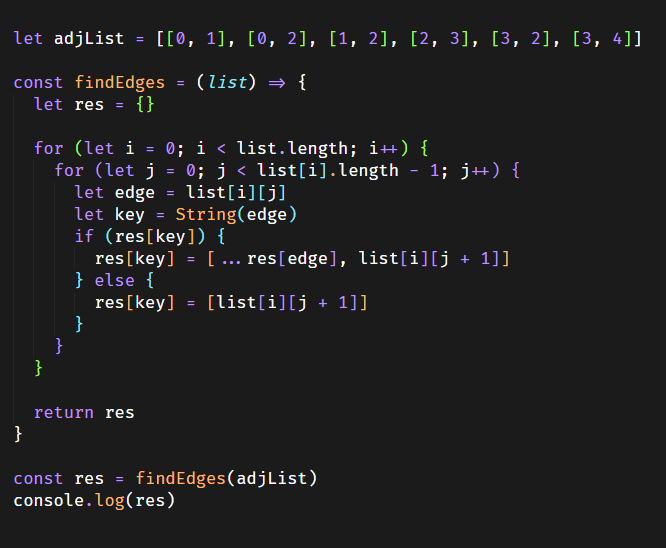 let adjList = [[0, 1], [0, 2], [1, 2], [2, 3], [3, 2], [3, 4]]
const findEdges = (list) => {
let res = {}
for (let i = 0; i < list.length; i++) {
for (let j = 0; j < list[i].length - 1; j++) {
let edge = list[i][j]
let key = String(edge)
if (res[key]) {
res[key] = [...res[edge], list[i][j + 1]]
} else {
res[key] = [list[i][j + 1]]
}
}
}
return res
}
const res = findEdges(adjList)
console.log(res)